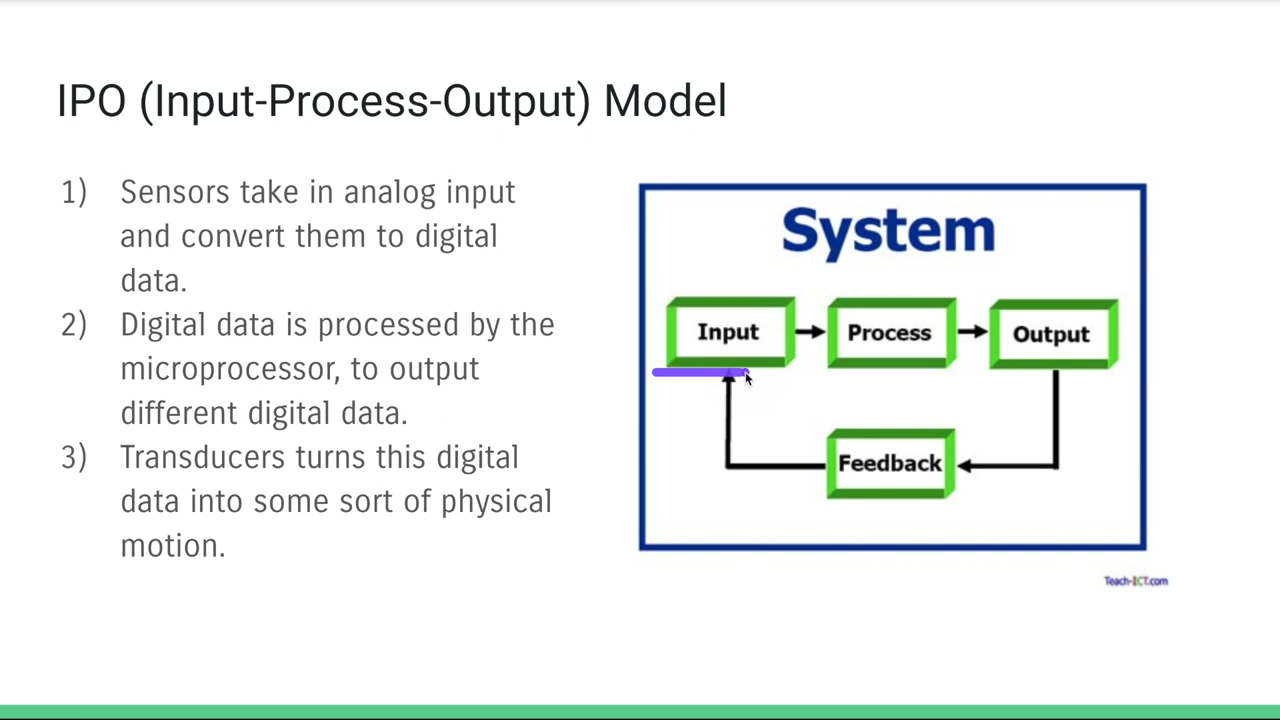 IPO (Input-Process-Output) Model
1) Sensors take in analog input
and convert them to digital
data.
2) Digital data is processed by the
microprocessor, to output
different digital data.
3) Transducers turns this digital
data into some sort of physical
motion.
System
Input
Process
Output
Feedback
Teach-ICT.com